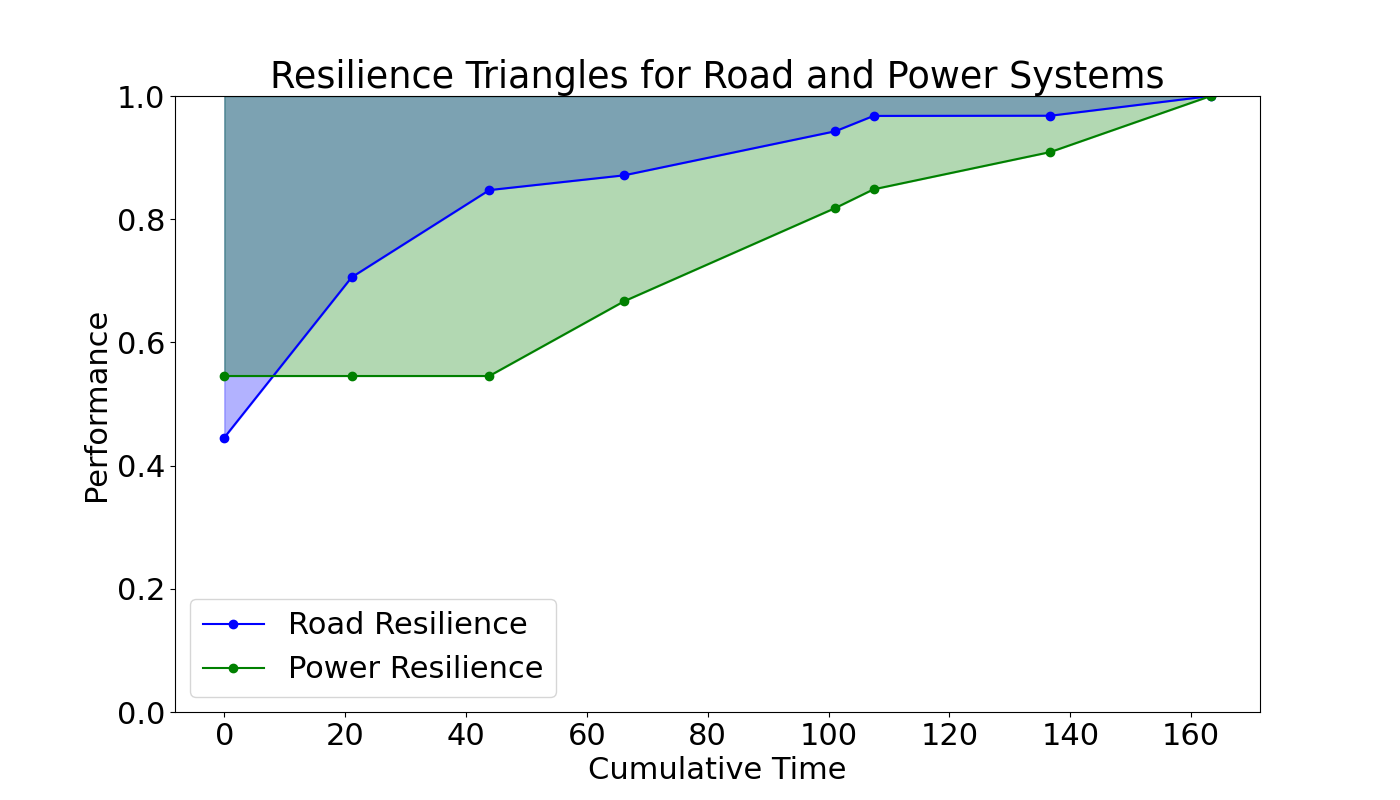 Resilience Triangles for Road and Power Systems
1.0
0.8
0.6
0.4
0.2
0.0
Performance
Road Resilience
Power Resilience
0 20 40 60 80 100 120 140 160
Cumulative Time